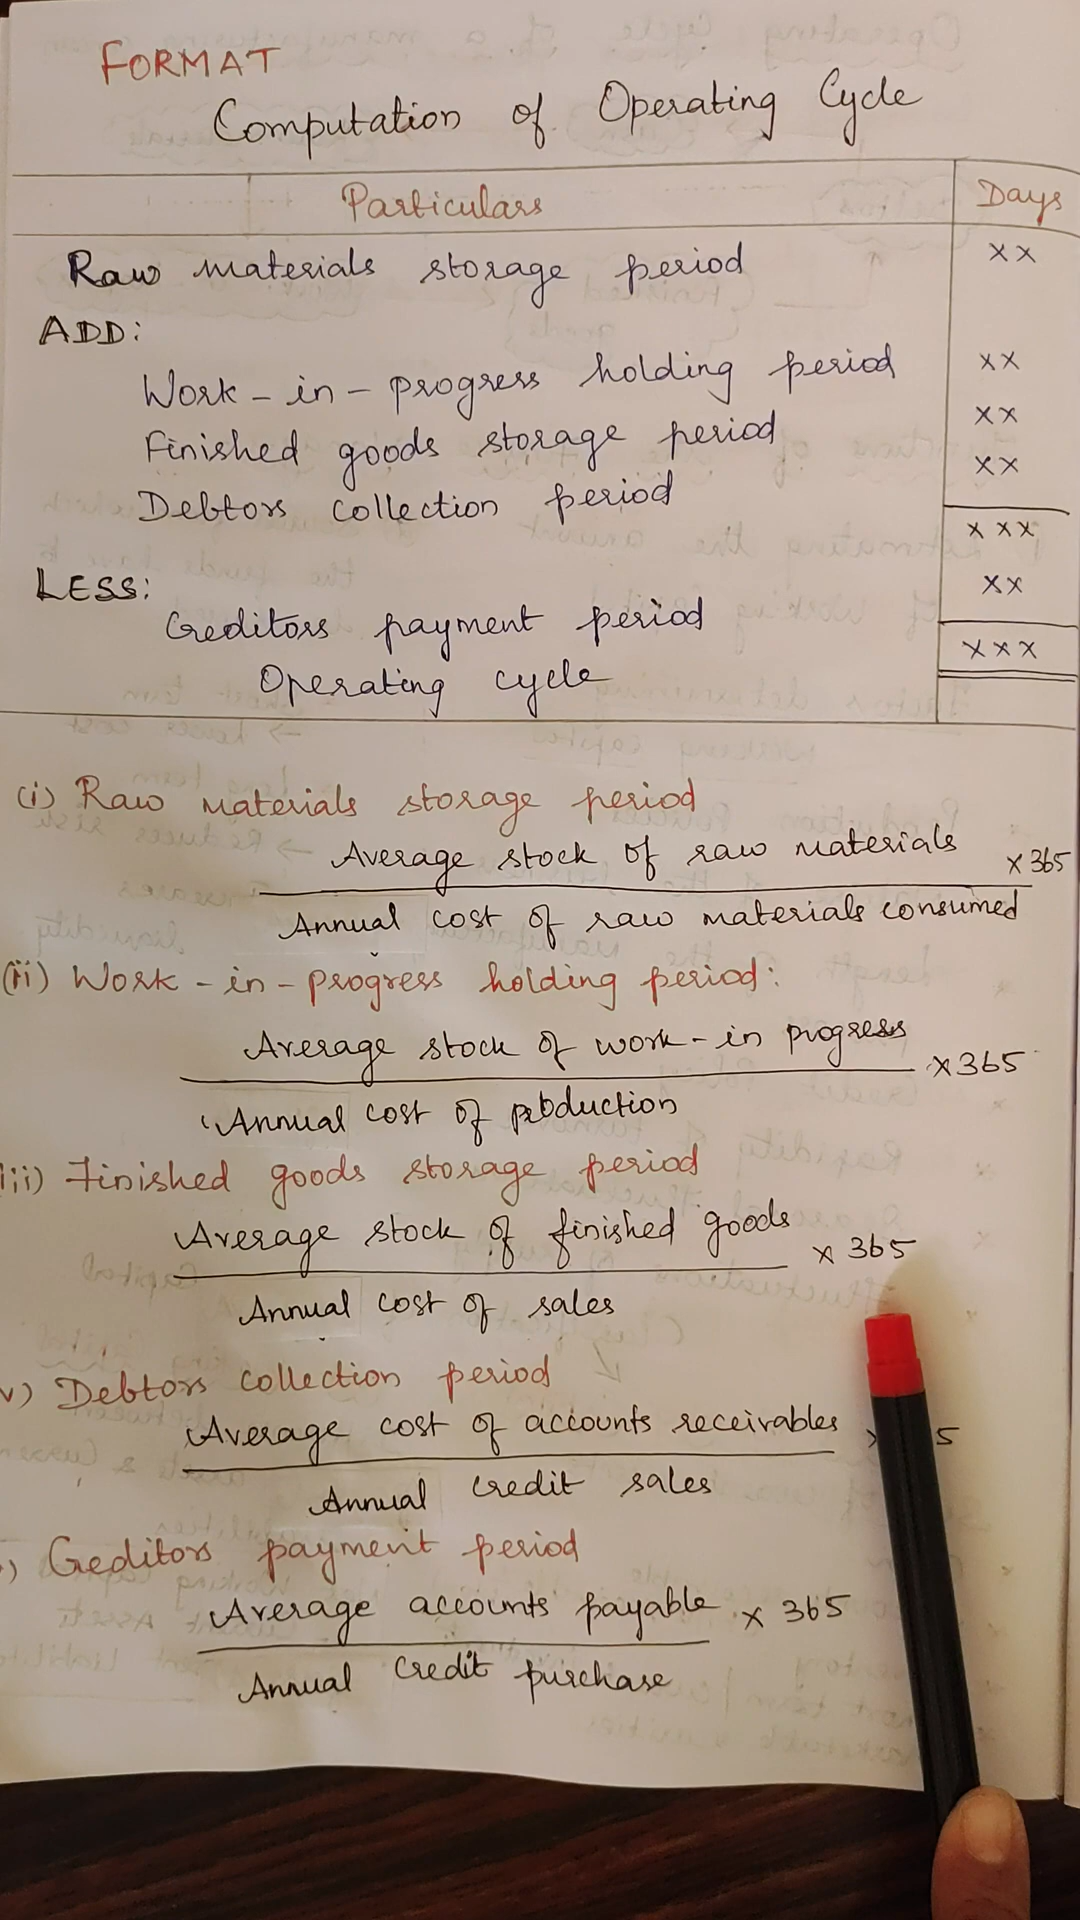 FORMAT
Computation of Operating Cycle
Particulars Days
Raw materials storage period xx
ADD:
Work-in-progress holding period xx
Finished goods storage period xx
Debtors collection period xx
xxx
LESS:
Creditors payment period xx
Operating cycle xxx
(i) Raw materials storage period
Average stock of raw materials x 365
Annual cost of raw materials consumed
(ii) Work-in-progress holding period:
Average stock of work-in progress x 365
Annual cost of production
iii) Finished goods storage period
Average stock of finished goods x 365
Annual cost of sales
v) Debtors collection period
Average cost of accounts receivables x 5
Annual credit sales
) Creditors payment period
Average accounts payable x 365
Annual credit purchase